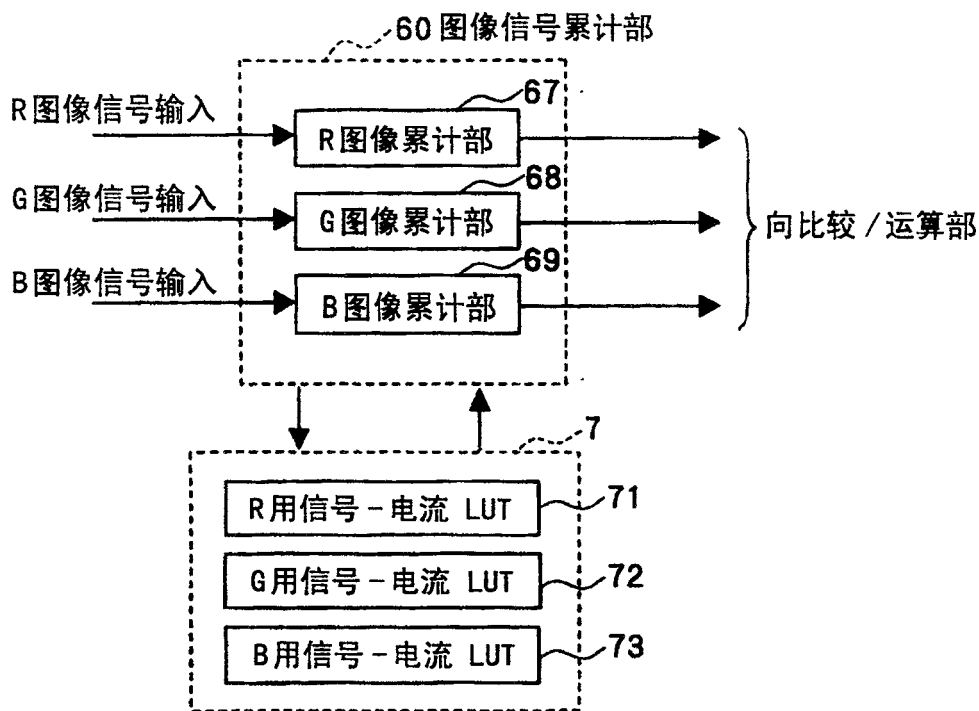 60 图像信号累计部
R图像信号输入
67
R图像累计部
G图像信号输入
68
G图像累计部
向比较/运算部
B图像信号输入
69
B图像累计部
7
R用信号-电流 LUT
71
G用信号-电流 LUT
72
B用信号-电流 LUT
73